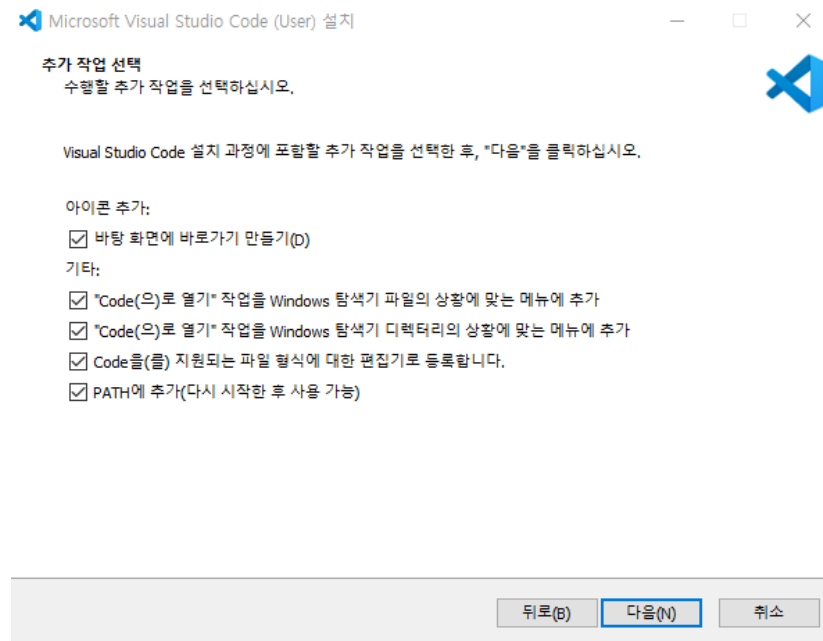 Microsoft Visual Studio Code (User) 설치
추가 작업 선택
수행할 추가 작업을 선택하십시오.
Visual Studio Code 설치 과정에 포함할 추가 작업을 선택한 후, "다음"을 클릭하십시오.
아이콘 추가:
바탕 화면에 바로가기 만들기(D)
기타:
"Code(으)로 열기" 작업을 Windows 탐색기 파일의 상황에 맞는 메뉴에 추가
"Code(으)로 열기" 작업을 Windows 탐색기 디렉터리의 상황에 맞는 메뉴에 추가
Code을(를) 지원되는 파일 형식에 대한 편집기로 등록합니다.
PATH에 추가(다시 시작한 후 사용 가능)
뒤로(B) 다음(N) 취소